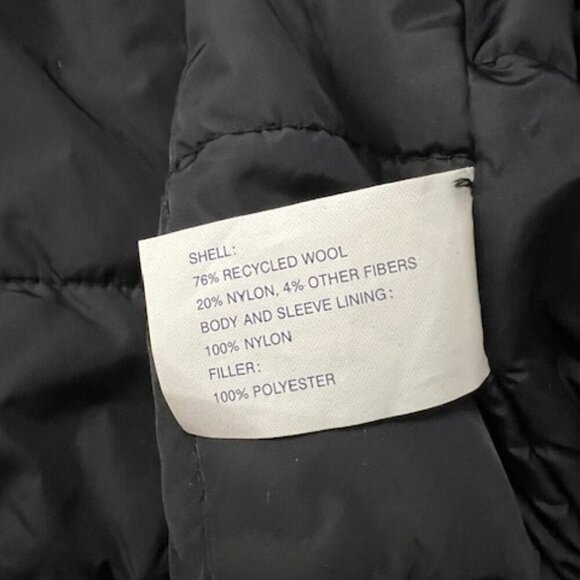 SHELL:
76% RECYCLED WOOL
20% NYLON, 4% OTHER FIBERS
BODY AND SLEEVE LINING:
100% NYLON
FILLER:
100% POLYESTER